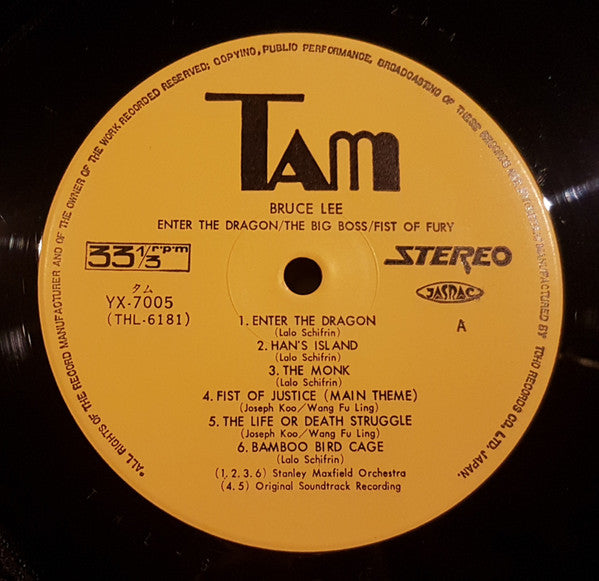 *ALL RIGHTS OF THE RECORD MANUFACTURER AND OF THE OWNER OF THE WORK RECORDED RESERVED; COPYING, PUBLIC PERFORMANCE, BROADCASTING OF THESE RECORDS MANUFACTURED BY TOHO RECORDS CO., LTD. JAPAN.
TAM
BRUCE LEE
ENTER THE DRAGON/THE BIG BOSS/FIST OF FURY
33 1/3 r·p·m
STEREO
タム
YX-7005
(THL-6181)
JASRAC
A
1. ENTER THE DRAGON
(Lalo Schifrin)
2. HAN'S ISLAND
(Lalo Schifrin)
3. THE MONK
(Lalo Schifrin)
4. FIST OF JUSTICE (MAIN THEME)
(Joseph Koo/Wang Fu Ling)
5. THE LIFE OR DEATH STRUGGLE
(Joseph Koo/Wang Fu Ling)
6. BAMBOO BIRD CAGE
(Lalo Schifrin)
(1, 2, 3, 6) Stanley Maxfield Orchestra
(4, 5) Original Soundtrack Recording